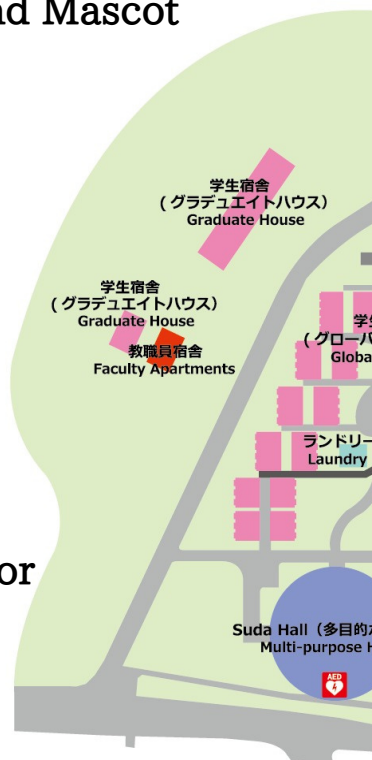 nd Mascot
学生宿舎
(グラデュエイトハウス)
Graduate House
学生宿舎
(グラデュエイトハウス)
Graduate House
教職員宿舎
Faculty Apartments
学生
(グローバ
Globa
ランドリー
Laundry
or
Suda Hall（多目的ホ
Multi-purpose H
AED